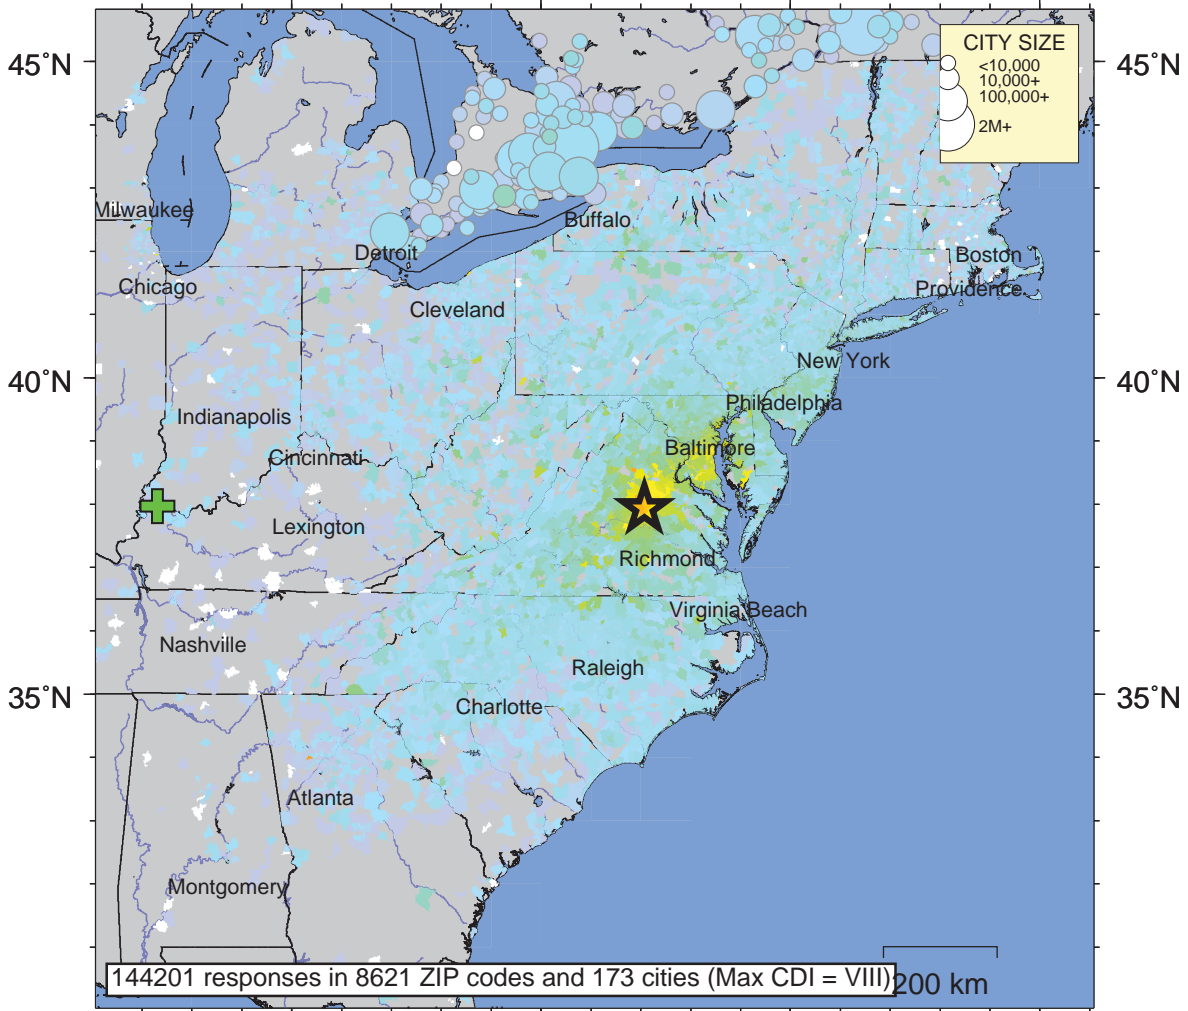 45°N
45°N
CITY SIZE
<10,000
10,000+
100,000+
2M+
Milwaukee
Buffalo
Detroit
Boston
Chicago
Providence
Cleveland
New York
40°N
40°N
Philadelphia
Indianapolis
Baltimore
Cincinnati
Lexington
Richmond
Virginia Beach
Nashville
Raleigh
35°N
35°N
Charlotte
Atlanta
Montgomery
144201 responses in 8621 ZIP codes and 173 cities (Max CDI = VIII)
200 km